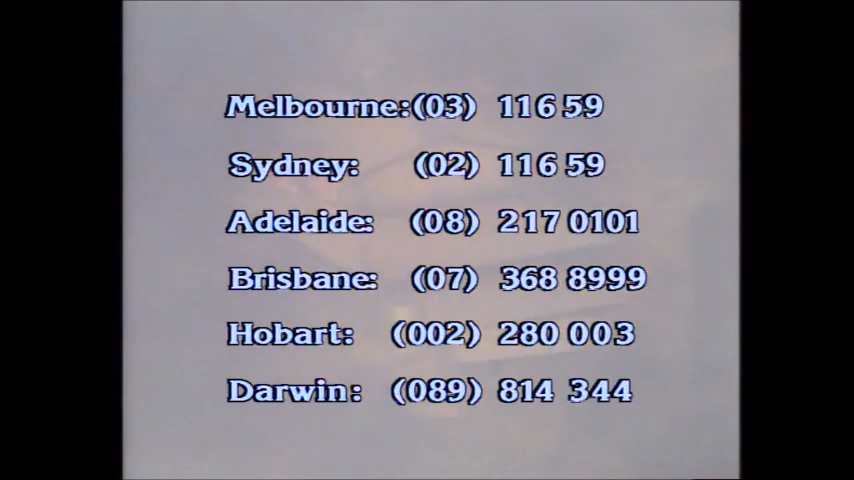 Melbourne: (03) 116 59
Sydney: (02) 116 59
Adelaide: (08) 217 0101
Brisbane: (07) 368 8999
Hobart: (002) 280 003
Darwin: (089) 814 344